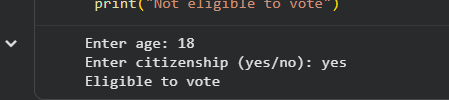 print("Not eligible to vote")
Enter age: 18
Enter citizenship (yes/no): yes
Eligible to vote